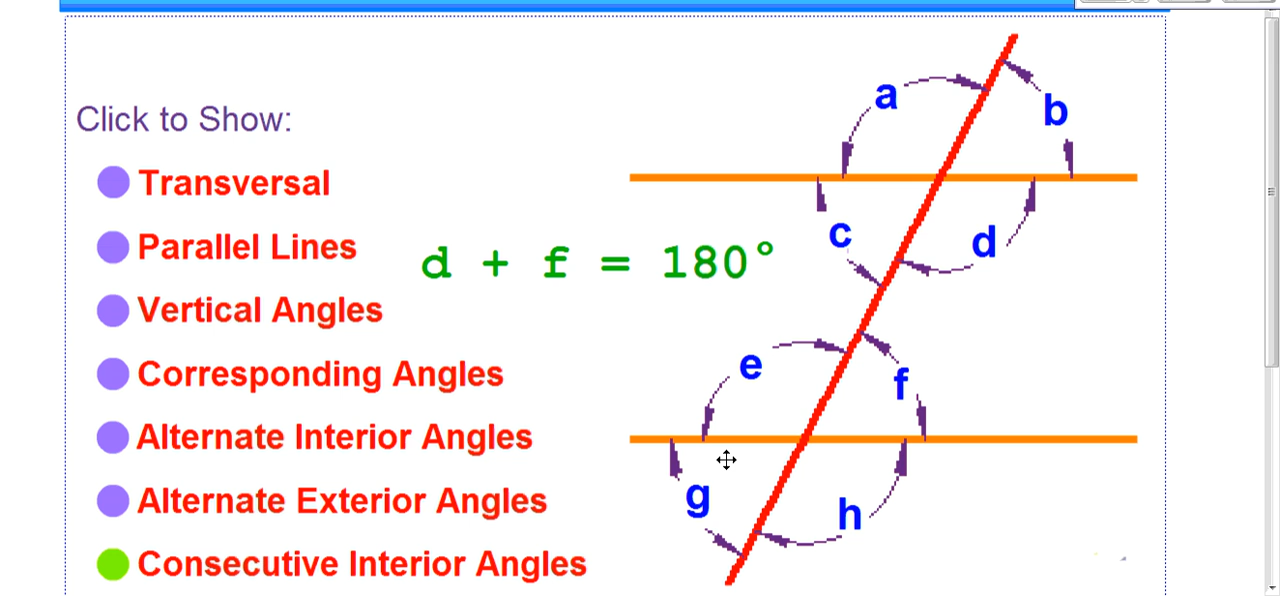 Click to Show:
Transversal
Parallel Lines
Vertical Angles
Corresponding Angles
Alternate Interior Angles
Alternate Exterior Angles
Consecutive Interior Angles
d + f = 180°
a
b
c
d
e
f
g
h